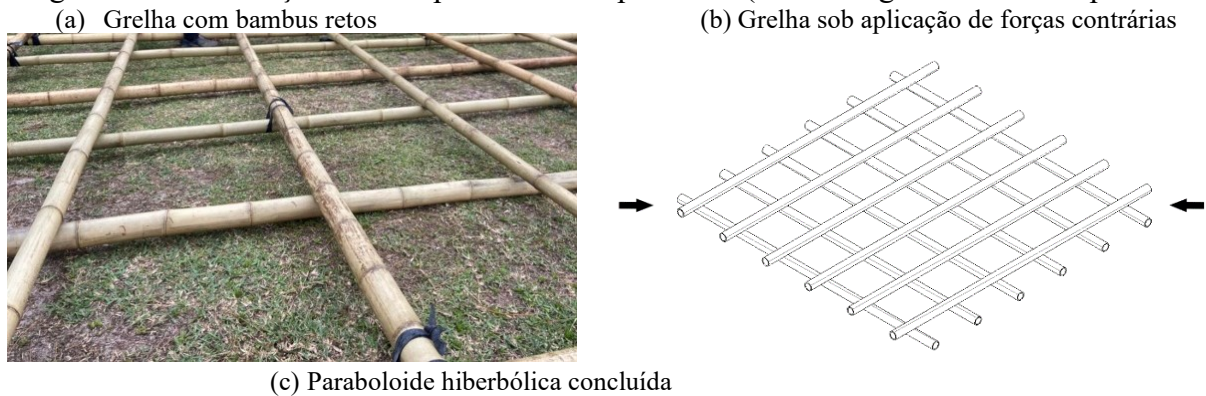 (a) Grelha com bambus retos
(b) Grelha sob aplicação de forças contrárias
(c) Paraboloide hiberbólica concluída